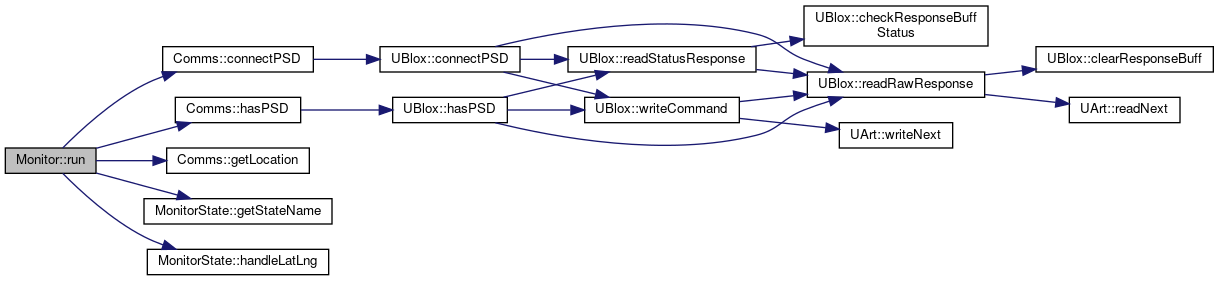 Monitor::run
Comms::connectPSD
Comms::hasPSD
Comms::getLocation
MonitorState::getStateName
MonitorState::handleLatLng
UBlox::connectPSD
UBlox::hasPSD
UBlox::readStatusResponse
UBlox::writeCommand
UBlox::checkResponseBuff
Status
UBlox::readRawResponse
UArt::writeNext
UBlox::clearResponseBuff
UArt::readNext